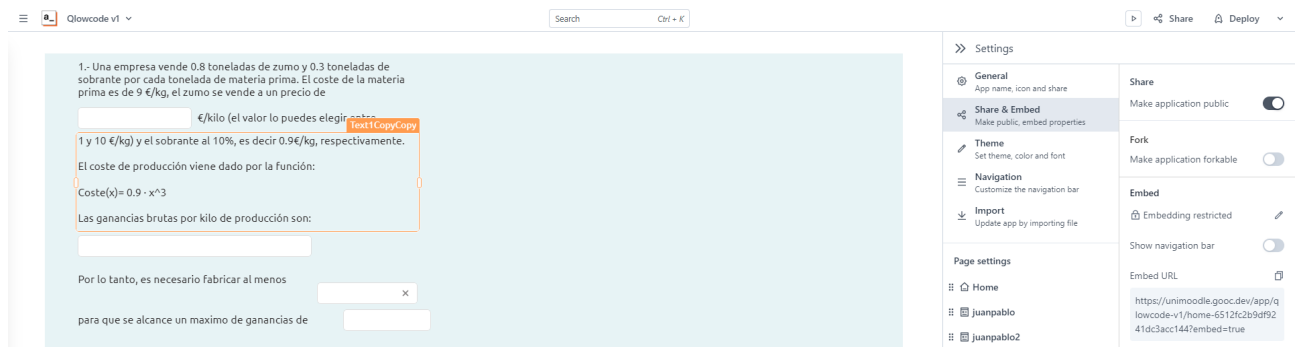 a_ Qlowcode v1
Search Ctrl + K
Share Deploy
1.- Una empresa vende 0.8 toneladas de zumo y 0.3 toneladas de
sobrante por cada tonelada de materia prima. El coste de la materia
prima es de 9 €/kg, el zumo se vende a un precio de
€/kilo (el valor lo puedes elegir entre
Text1CopyCopy
1 y 10 €/kg) y el sobrante al 10%, es decir 0.9€/kg, respectivamente.
El coste de producción viene dado por la función:
Coste(x)= 0.9 · x^3
Las ganancias brutas por kilo de producción son:
Por lo tanto, es necesario fabricar al menos
para que se alcance un maximo de ganancias de
Settings
General
App name, icon and share
Share & Embed
Make public, embed properties
Theme
Set theme, color and font
Navigation
Customize the navigation bar
Import
Update app by importing file
Page settings
Home
juanpablo
juanpablo2
Share
Make application public
Fork
Make application forkable
Embed
Embedding restricted
Show navigation bar
Embed URL
https://unimoodle.gooc.dev/app/q
lowcode-v1/home-6512fc2b9df92
41dc3acc144?embed=true